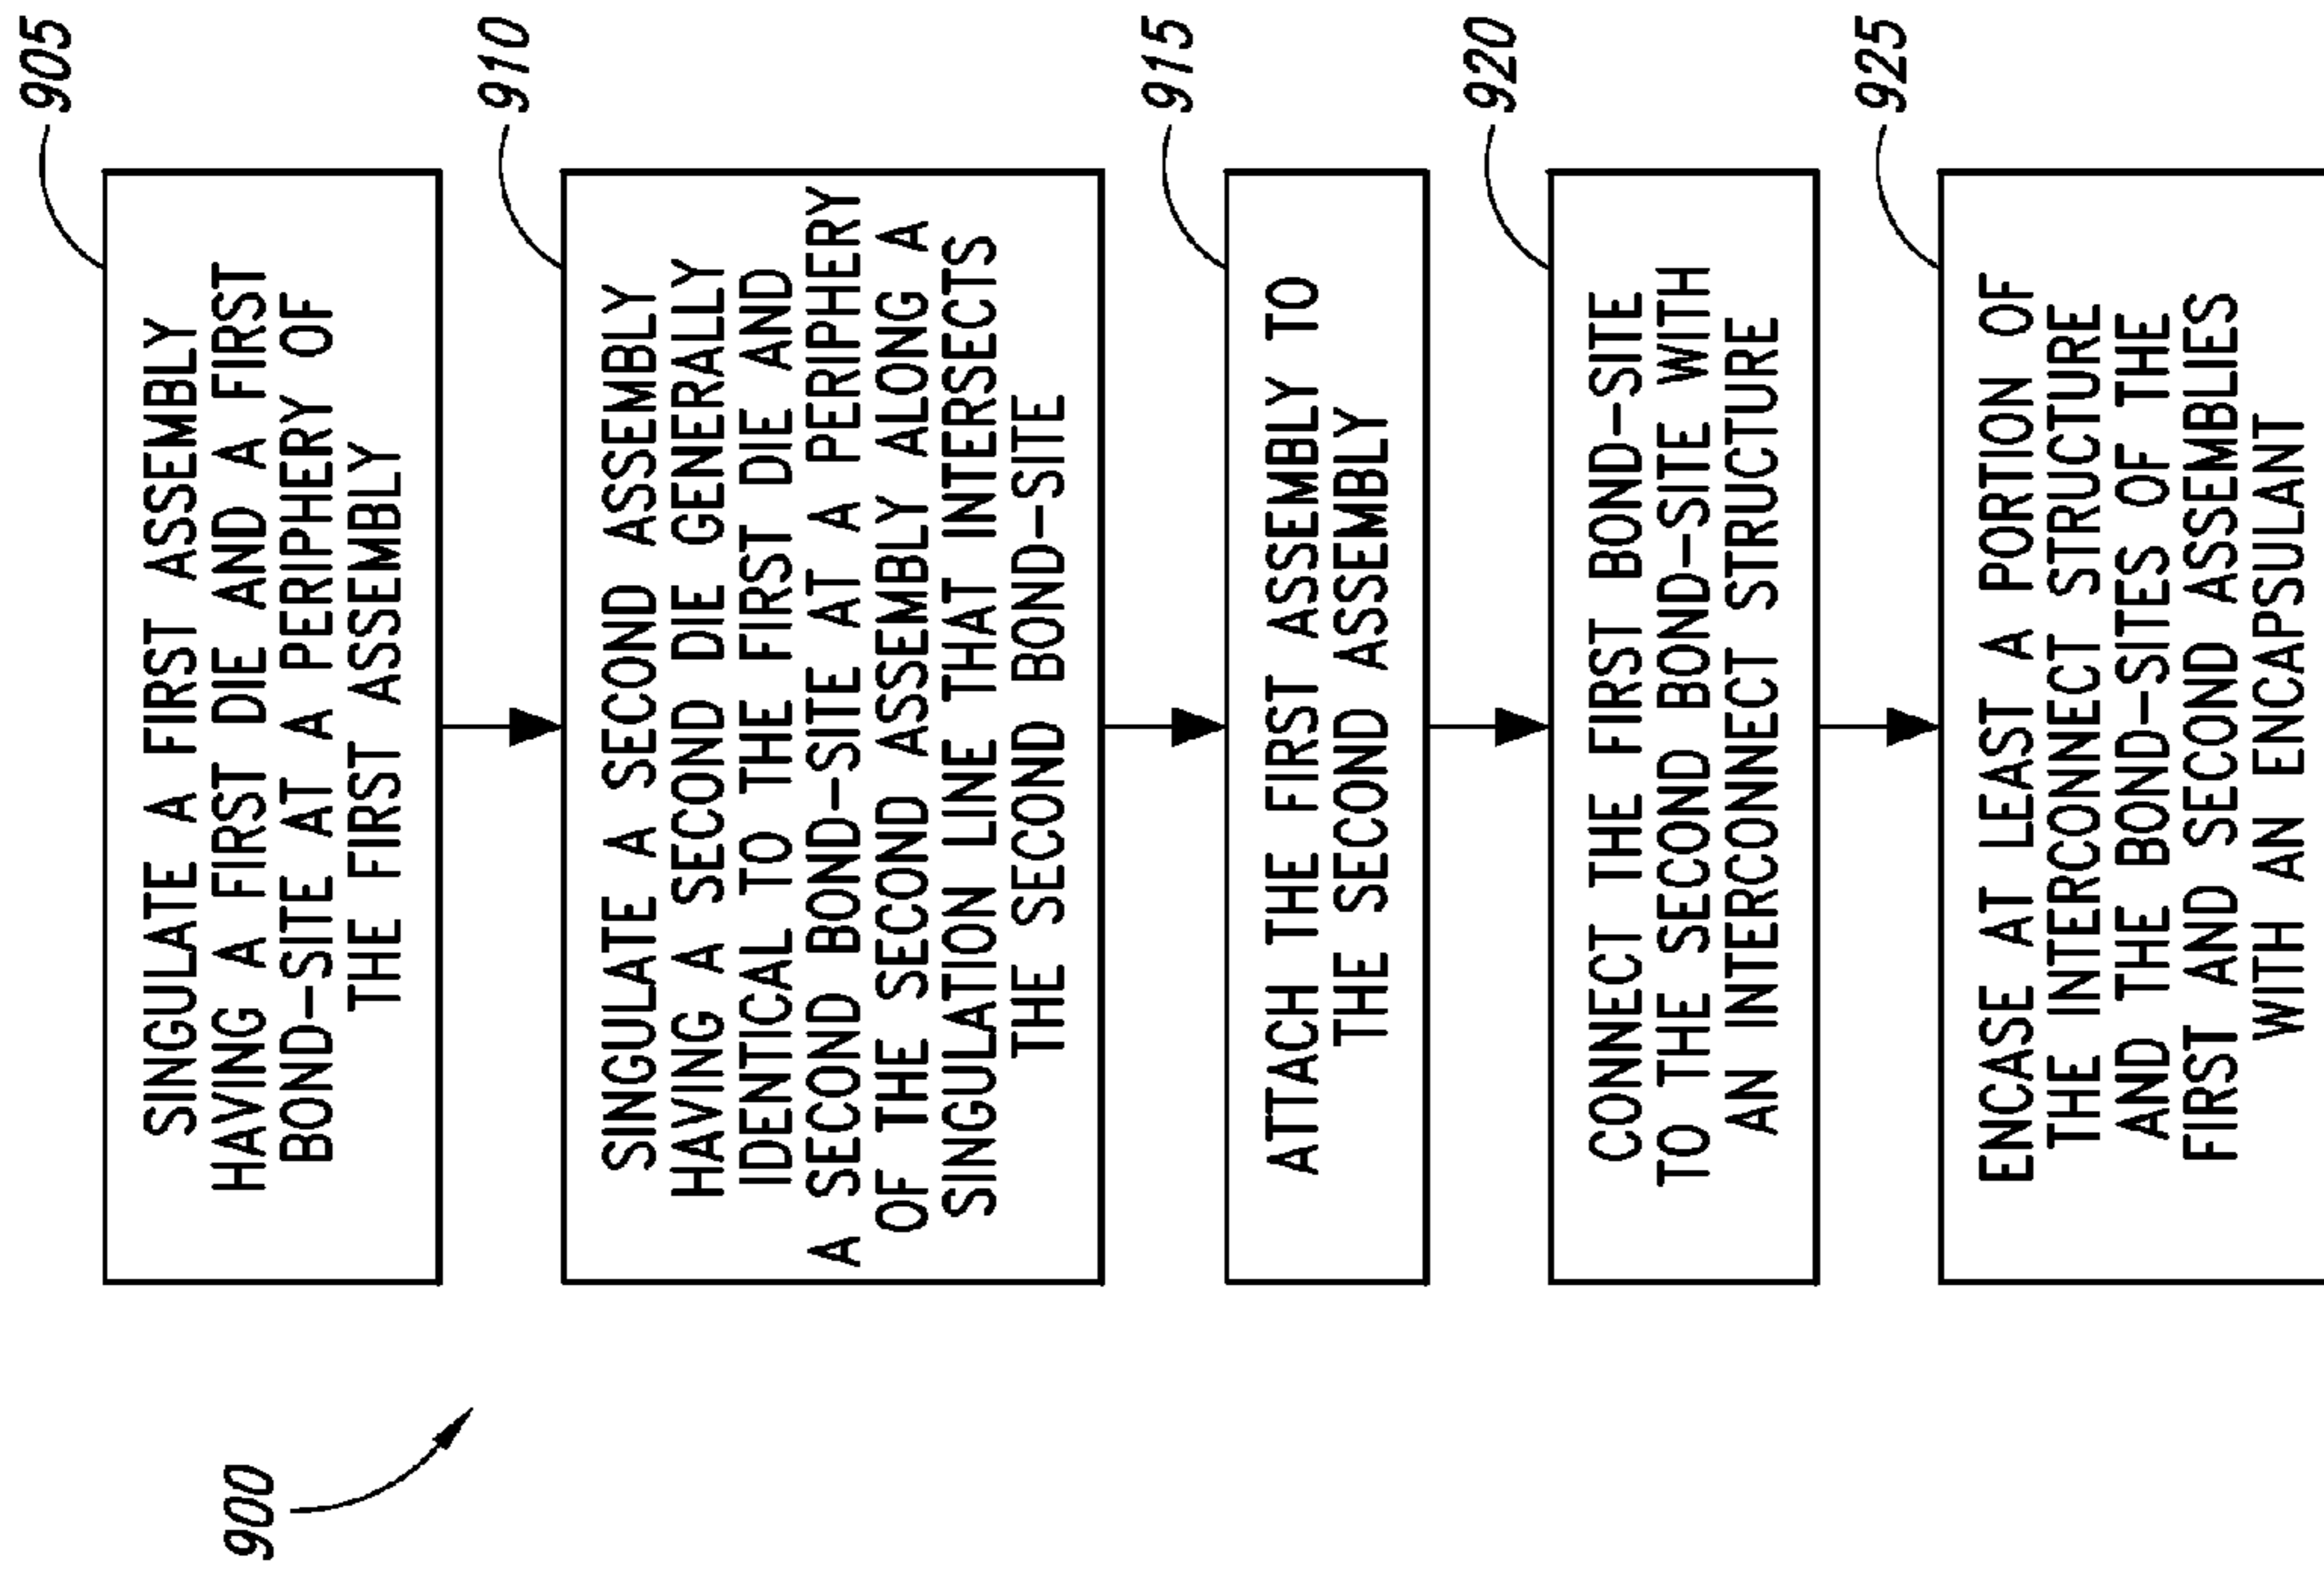 900
905
SINGULATE A FIRST ASSEMBLY
HAVING A FIRST DIE AND A FIRST
BOND-SITE AT A PERIPHERY OF
THE FIRST ASSEMBLY
910
SINGULATE A SECOND ASSEMBLY
HAVING A SECOND DIE GENERALLY
IDENTICAL TO THE FIRST DIE AND
A SECOND BOND-SITE AT A PERIPHERY
OF THE SECOND ASSEMBLY ALONG A
SINGULATION LINE THAT INTERSECTS
THE SECOND BOND-SITE
915
ATTACH THE FIRST ASSEMBLY TO
THE SECOND ASSEMBLY
920
CONNECT THE FIRST BOND-SITE
TO THE SECOND BOND-SITE WITH
AN INTERCONNECT STRUCTURE
925
ENCASE AT LEAST A PORTION OF
THE INTERCONNECT STRUCTURE
AND THE BOND-SITES OF THE
FIRST AND SECOND ASSEMBLIES
WITH AN ENCAPSULANT